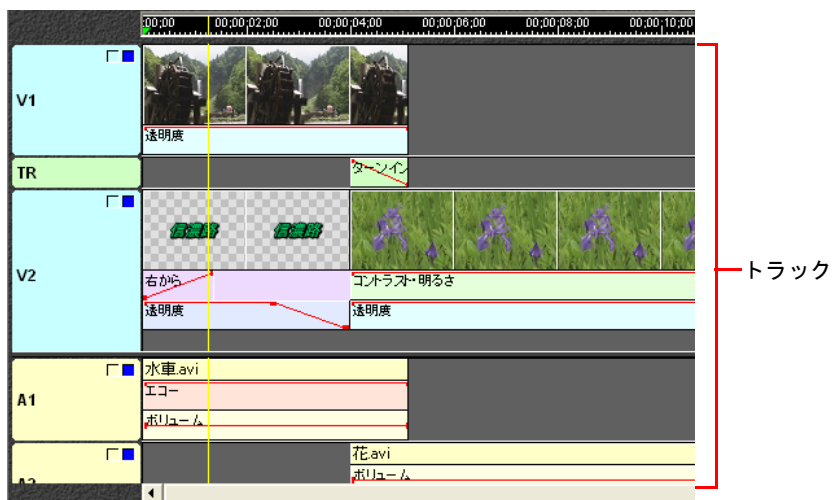 ;00;00 00;00;02;00 00;00;04;00 00;00;06;00 00;00;08;00 00;00;10;00
V1
透明度
TR
ターンイン
信濃路 信濃路
V2
右から
コントラスト・明るさ
透明度
透明度
トラック
水車.avi
A1
エコー
ボリューム
花.avi
A2
ボリューム